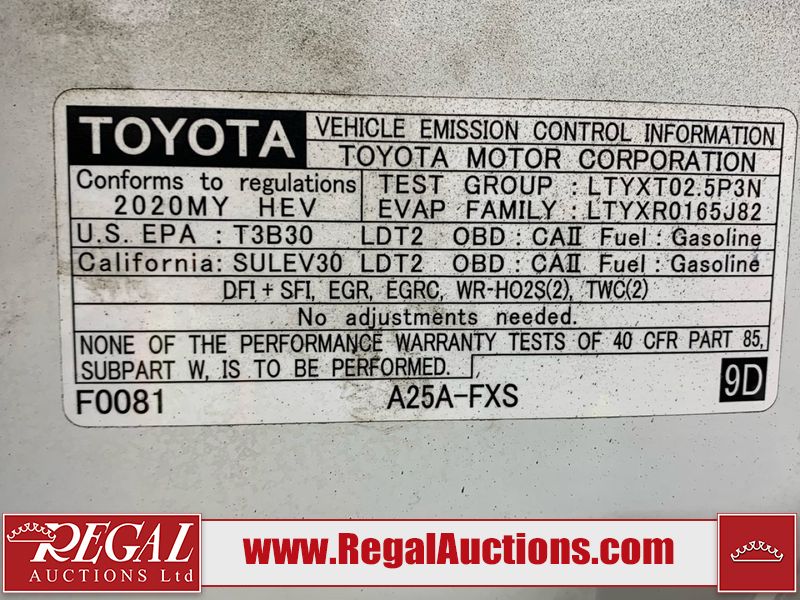 TOYOTA
VEHICLE EMISSION CONTROL INFORMATION
TOYOTA MOTOR CORPORATION
Conforms to regulations
2020MY HEV
TEST GROUP : LTYXT02.5P3N
EVAP FAMILY : LTYXR0165J82
U.S. EPA : T3B30 LDT2 OBD : CAII Fuel : Gasoline
California: SULEV30 LDT2 OBD : CAII Fuel : Gasoline
DFI + SFI, EGR, EGRC, WR-HO2S(2), TWC(2)
No adjustments needed.
NONE OF THE PERFORMANCE WARRANTY TESTS OF 40 CFR PART 85,
SUBPART W, IS TO BE PERFORMED.
9D
F0081 A25A-FXS
REGAL
AUCTIONS Ltd
www.RegalAuctions.com